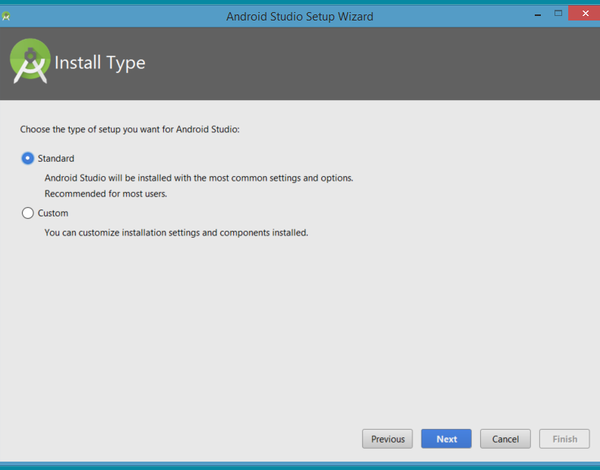 Android Studio Setup Wizard
Install Type
Choose the type of setup you want for Android Studio:
Standard
Android Studio will be installed with the most common settings and options.
Recommended for most users.
Custom
You can customize installation settings and components installed.
Previous Next Cancel Finish